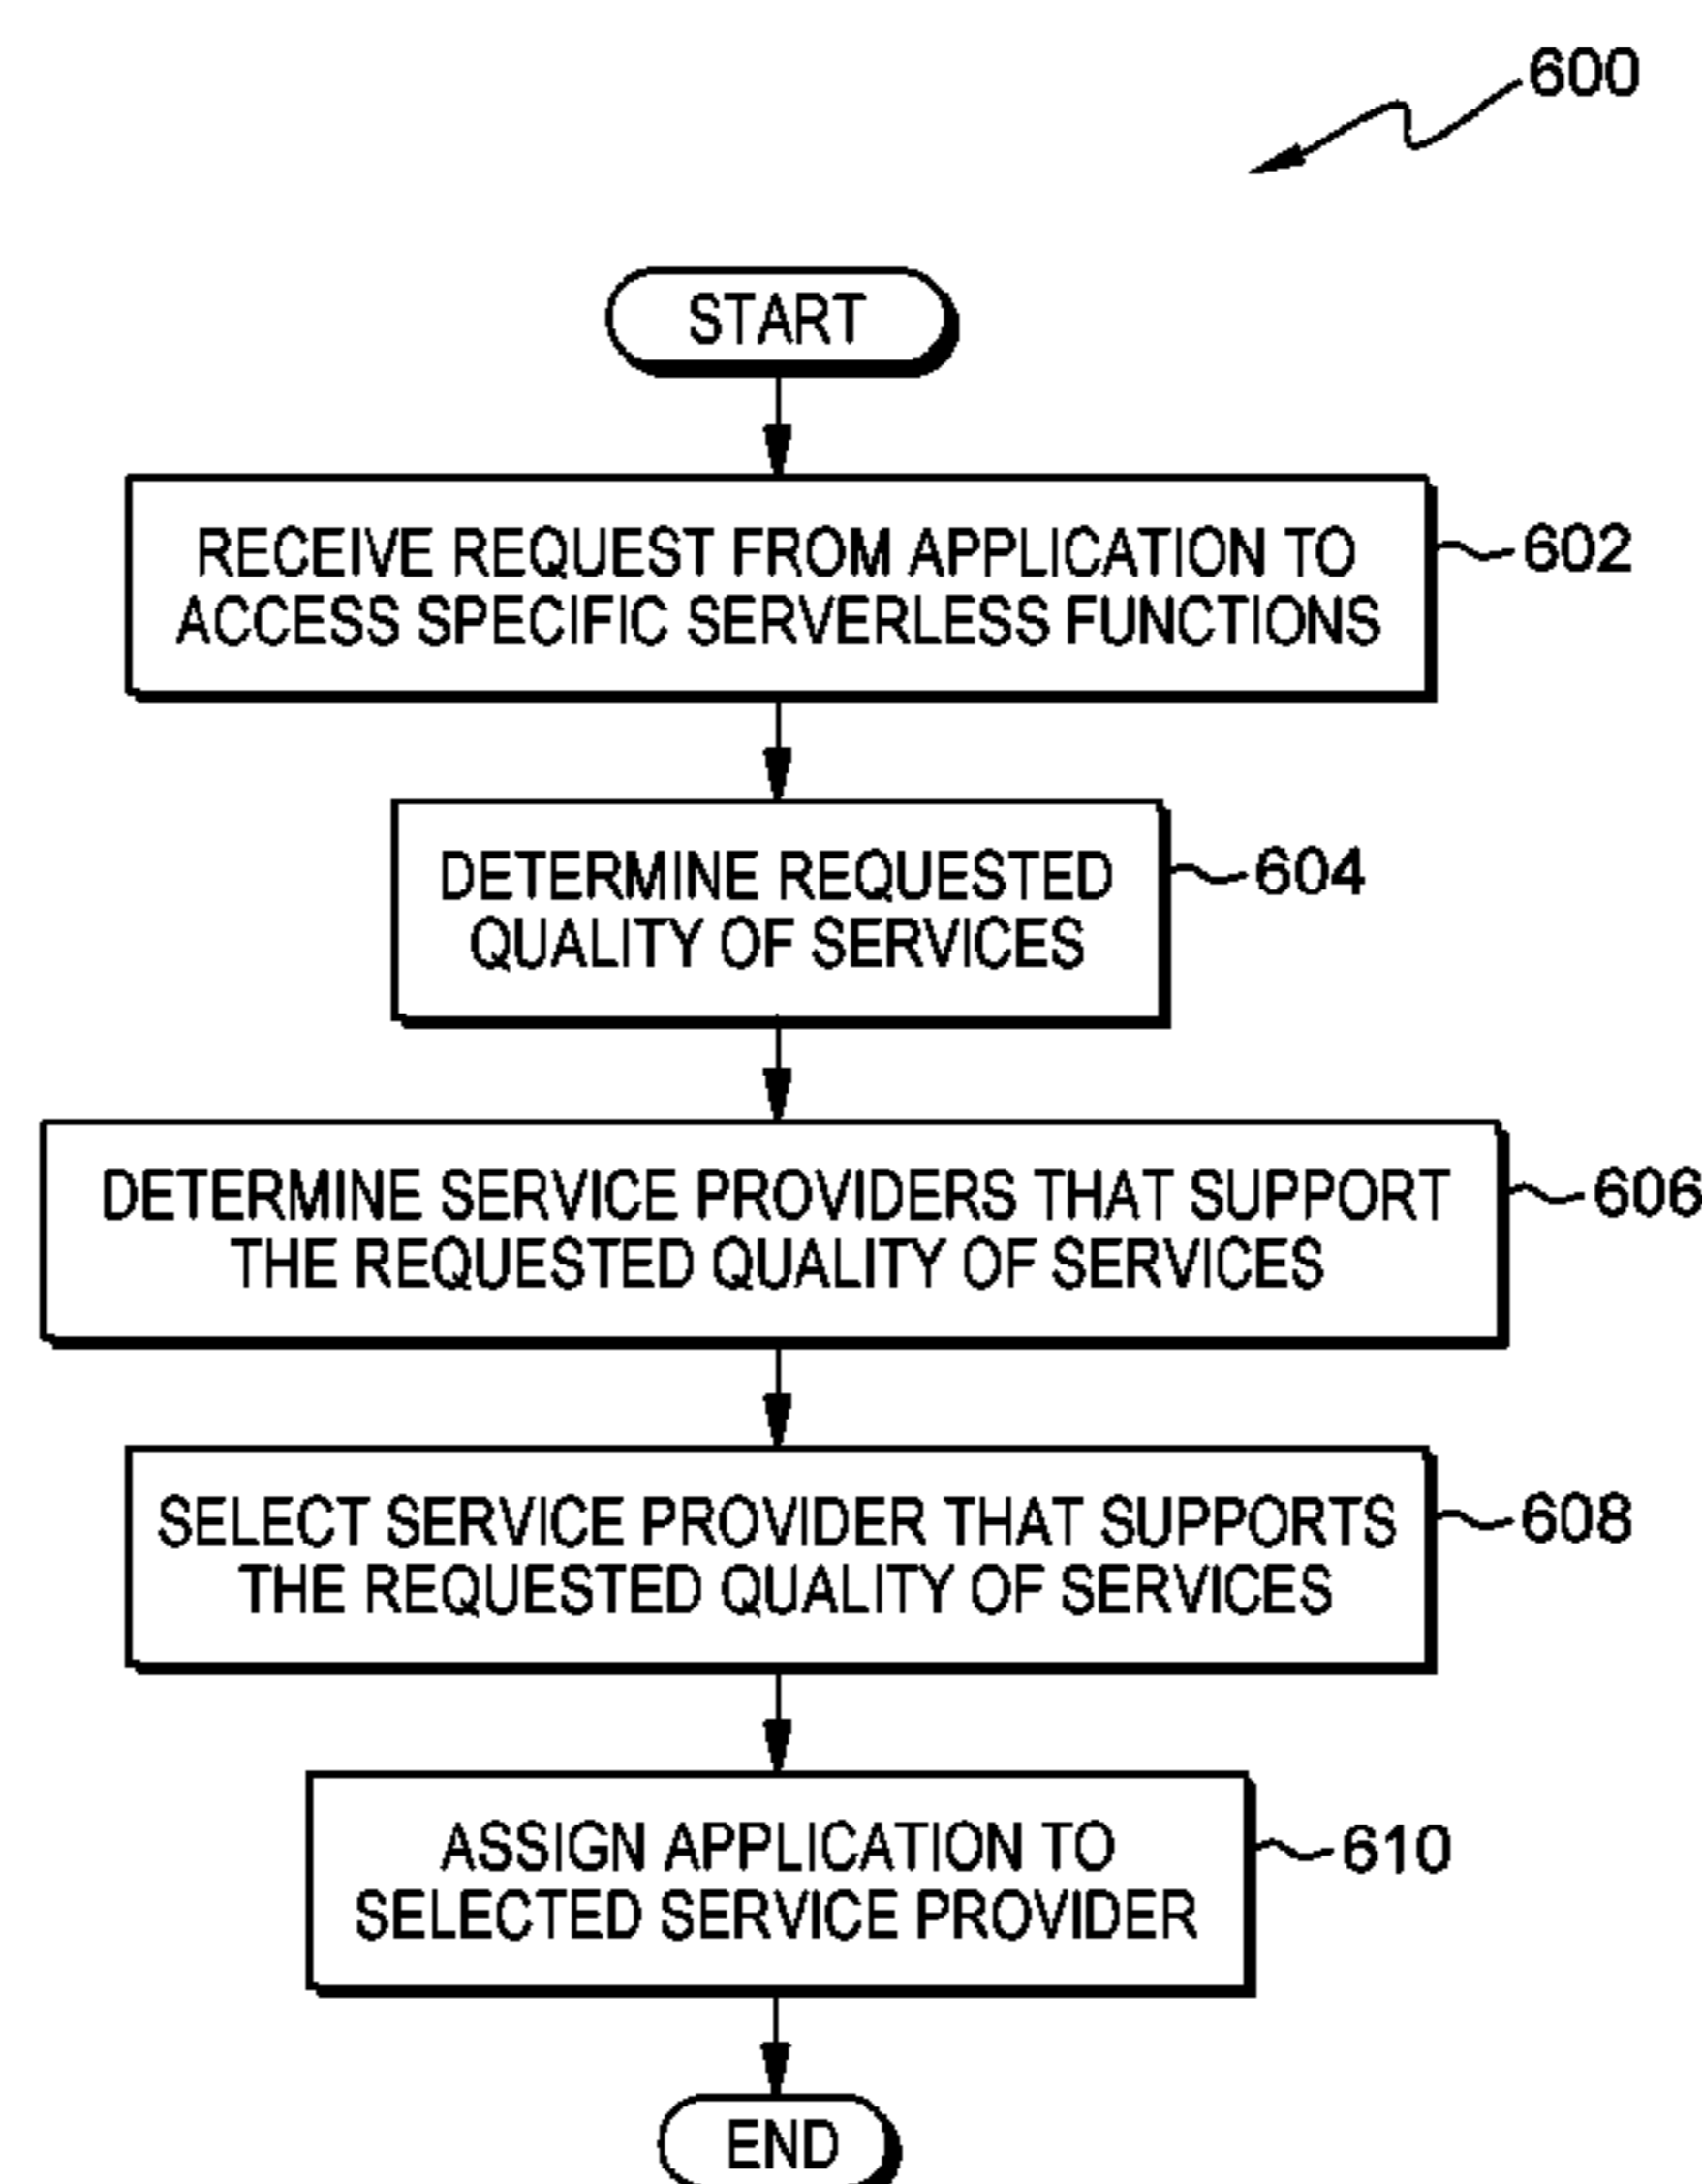 600
START
RECEIVE REQUEST FROM APPLICATION TO
ACCESS SPECIFIC SERVERLESS FUNCTIONS
602
DETERMINE REQUESTED
QUALITY OF SERVICES
604
DETERMINE SERVICE PROVIDERS THAT SUPPORT
THE REQUESTED QUALITY OF SERVICES
606
SELECT SERVICE PROVIDER THAT SUPPORTS
THE REQUESTED QUALITY OF SERVICES
608
ASSIGN APPLICATION TO
SELECTED SERVICE PROVIDER
610
END